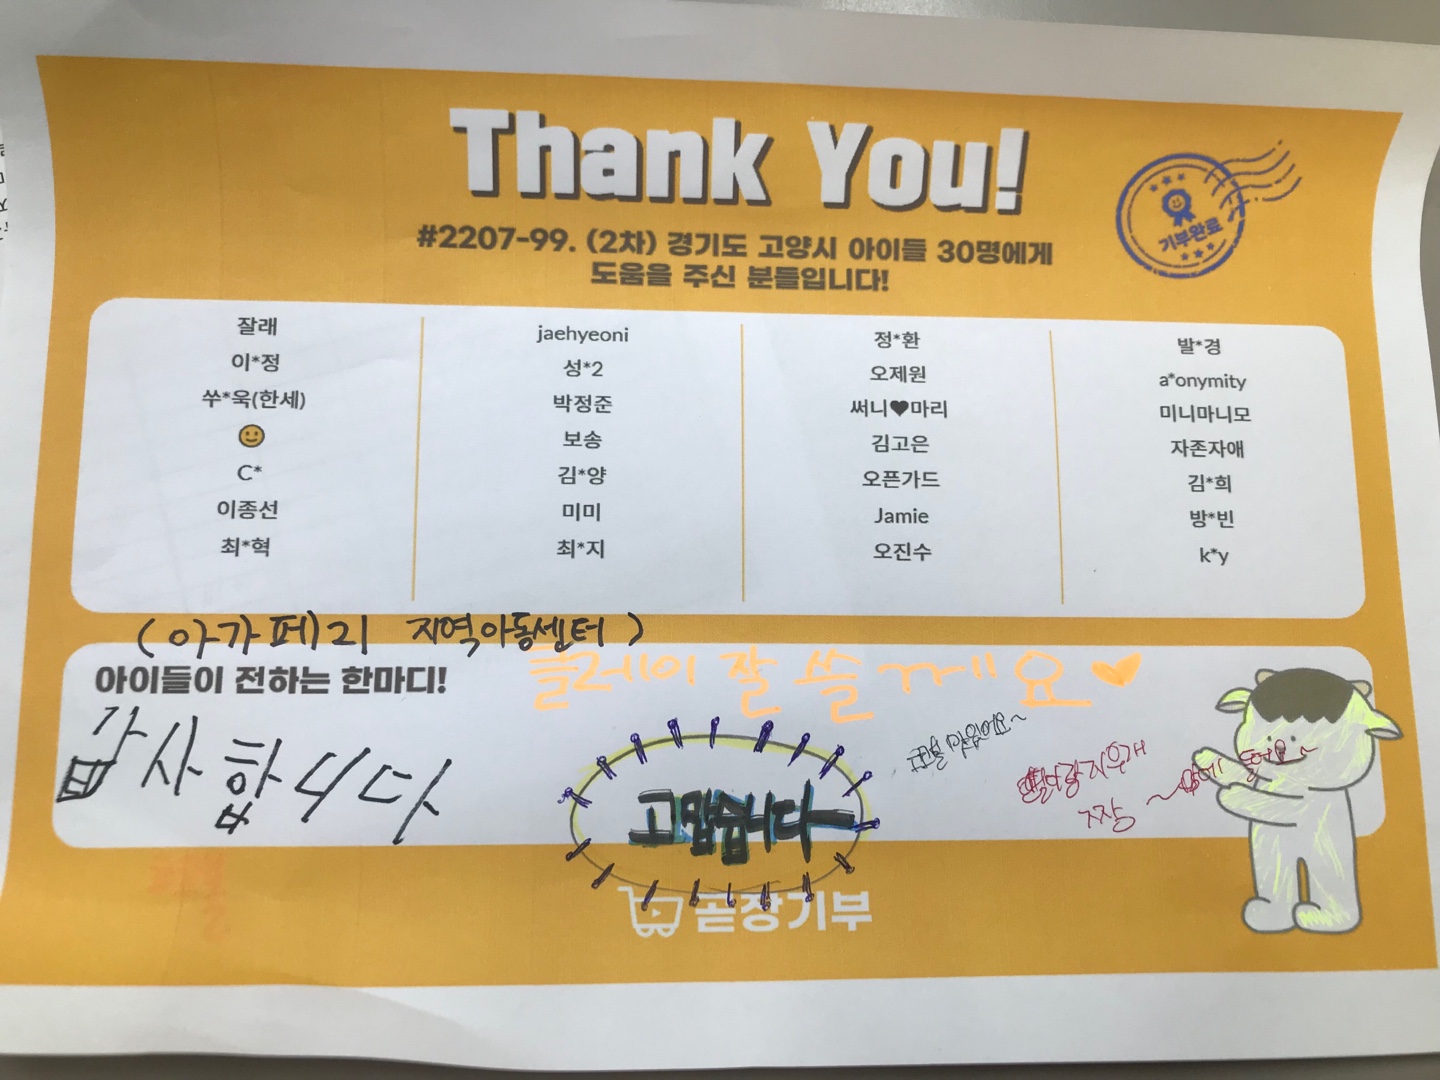 Thank You!
#2207-99. (2차) 경기도 고양시 아이들 30명에게
도움을 주신 분들입니다!
기부완료
잘래
이*정
쑤*욱(한세)
C*
이종선
최*혁
jaehyeoni
성*2
박정준
보송
김*양
미미
최*지
정*환
오제원
써니♥마리
김고은
오픈가드
Jamie
오진수
발*경
a*onymity
미니마니모
자존자애
김*희
방*빈
k*y
(아가페 지역아동센터)
아이들이 전하는 한마디!
클레이 잘 쓸께요♥
감사합니다
고맙습니다
짱
곧장기부